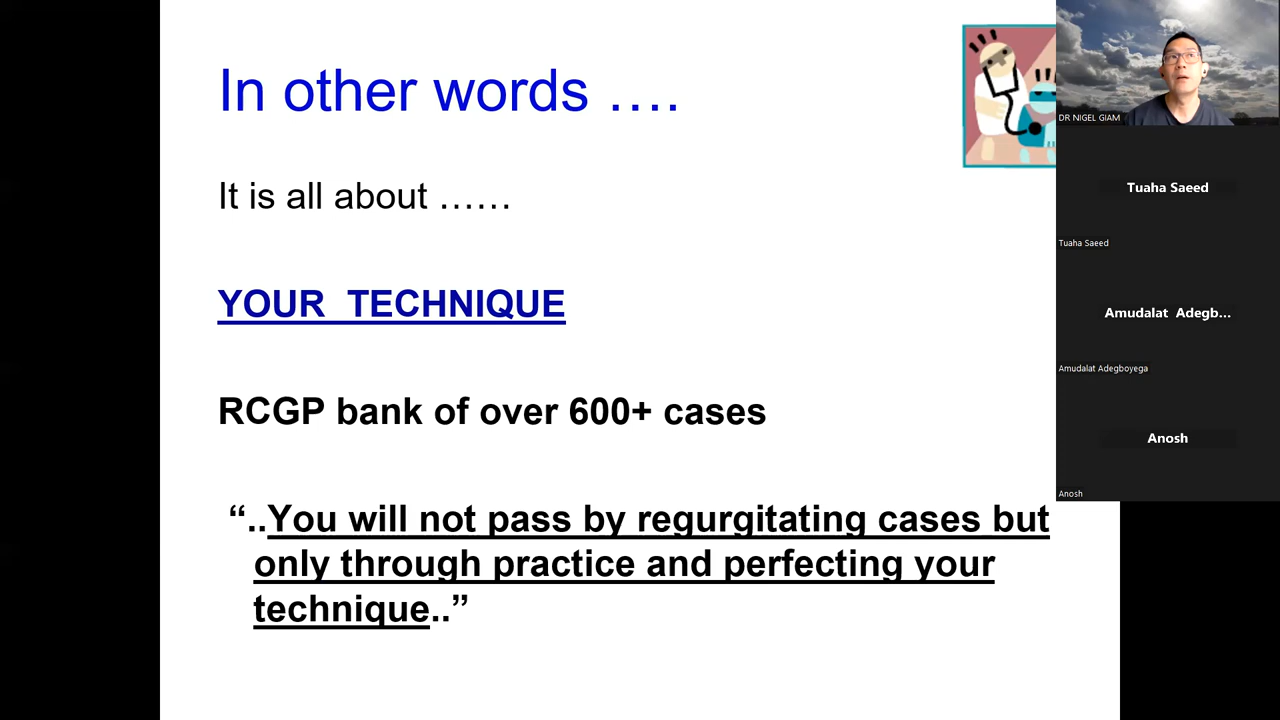 In other words ….
It is all about ……
YOUR TECHNIQUE
RCGP bank of over 600+ cases
“..You will not pass by regurgitating cases but
only through practice and perfecting your
technique..”
DR NIGEL GIAM
Tuaha Saeed
Tuaha Saeed
Amudalat Adegb...
Amudalat Adegboyega
Anosh
Anosh